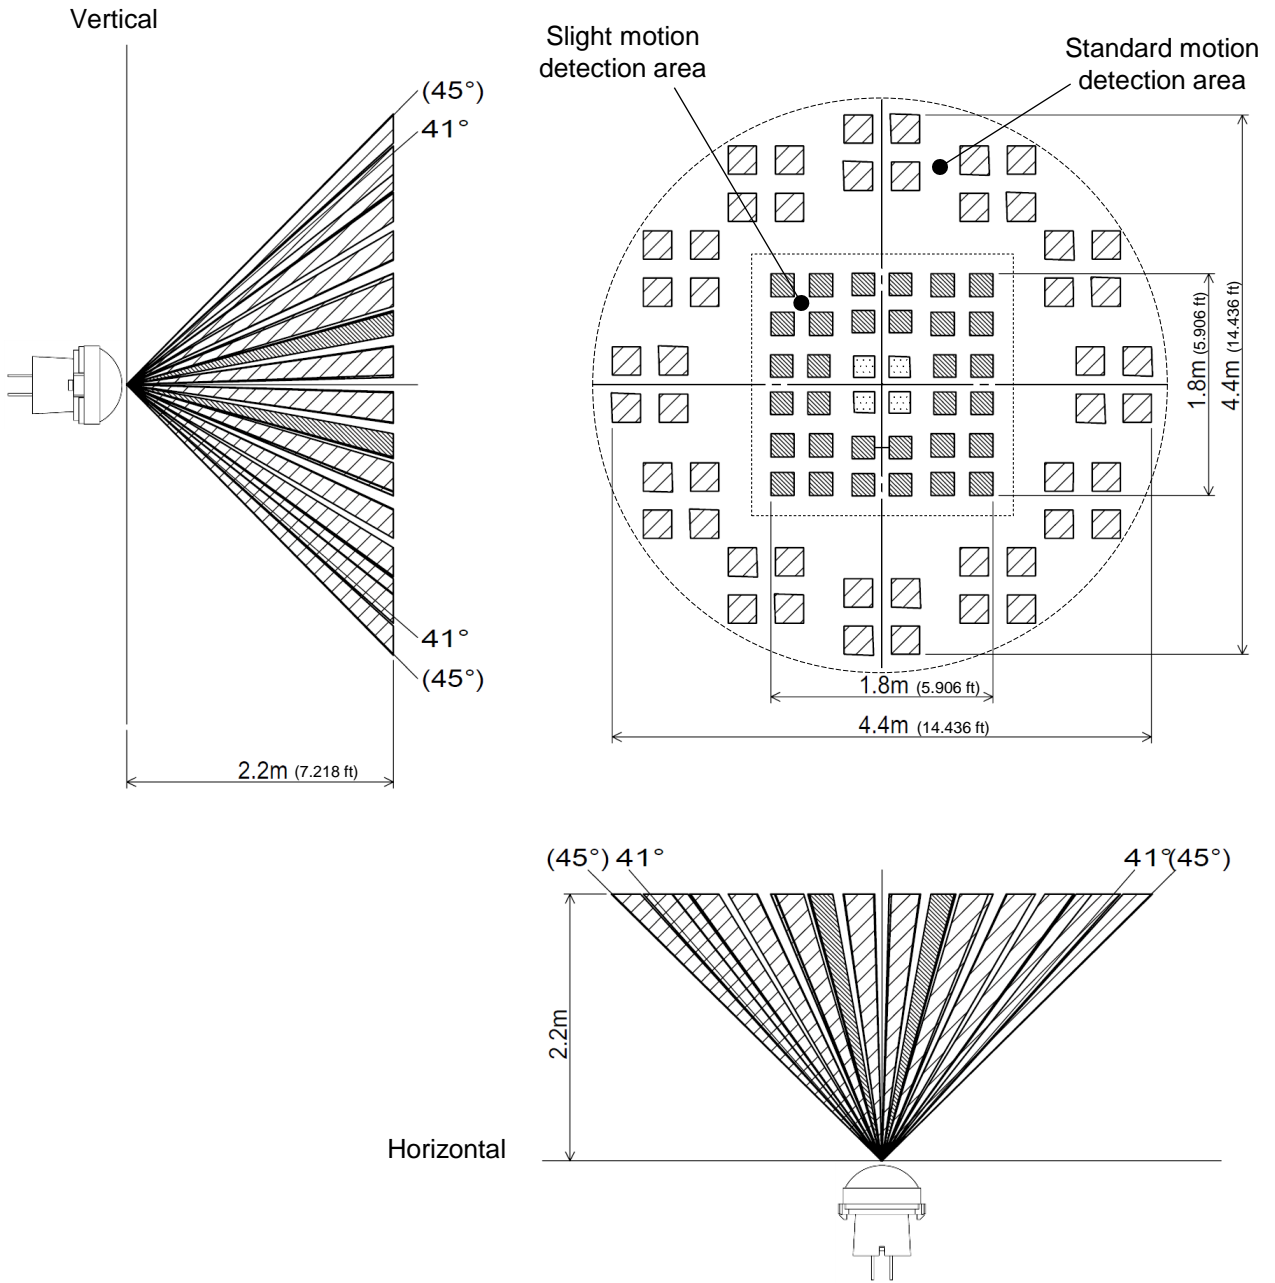 Vertical
Slight motion
detection area
Standard motion
detection area
(45°)
41°
1.8m (5.906 ft)
4.4m (14.436 ft)
41°
(45°)
1.8m (5.906 ft)
4.4m (14.436 ft)
2.2m (7.218 ft)
(45°) 41°
41° (45°)
2.2m
Horizontal